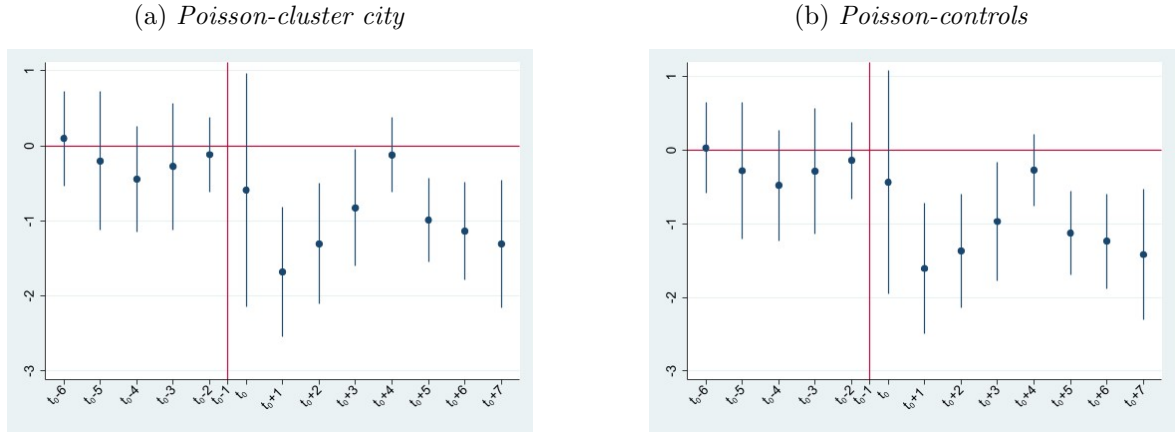 (a) Poisson-cluster city
1
0
-1
-2
-3
t₀-6 t₀-5 t₀-4 t₀-3 t₀-2 t₀-1 t₀ t₀+1 t₀+2 t₀+3 t₀+4 t₀+5 t₀+6 t₀+7
(b) Poisson-controls
1
0
-1
-2
-3
t₀-6 t₀-5 t₀-4 t₀-3 t₀-2 t₀-1 t₀ t₀+1 t₀+2 t₀+3 t₀+4 t₀+5 t₀+6 t₀+7